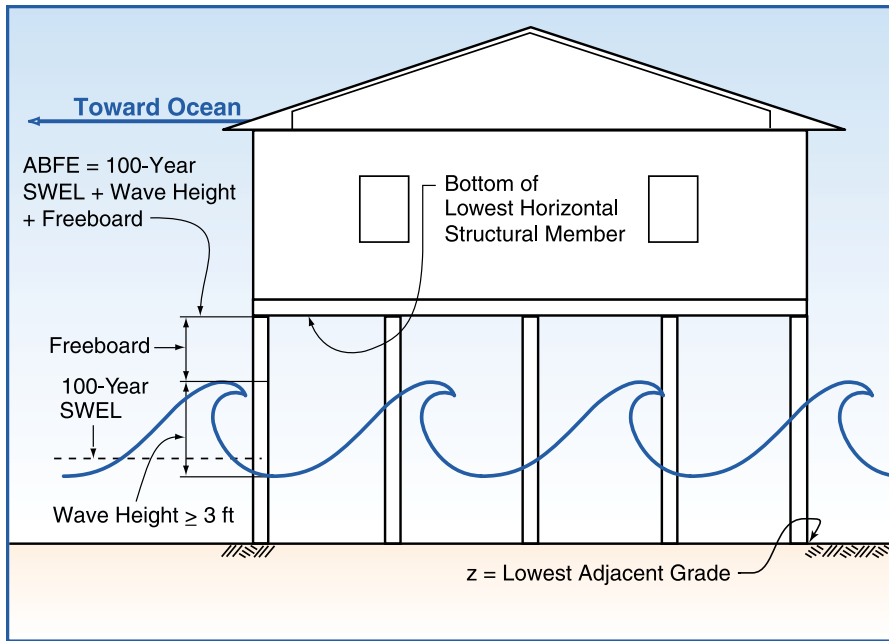 Toward Ocean
ABFE = 100-Year
SWEL + Wave Height
+ Freeboard
Bottom of
Lowest Horizontal
Structural Member
Freeboard
100-Year
SWEL
Wave Height ≥ 3 ft
z = Lowest Adjacent Grade